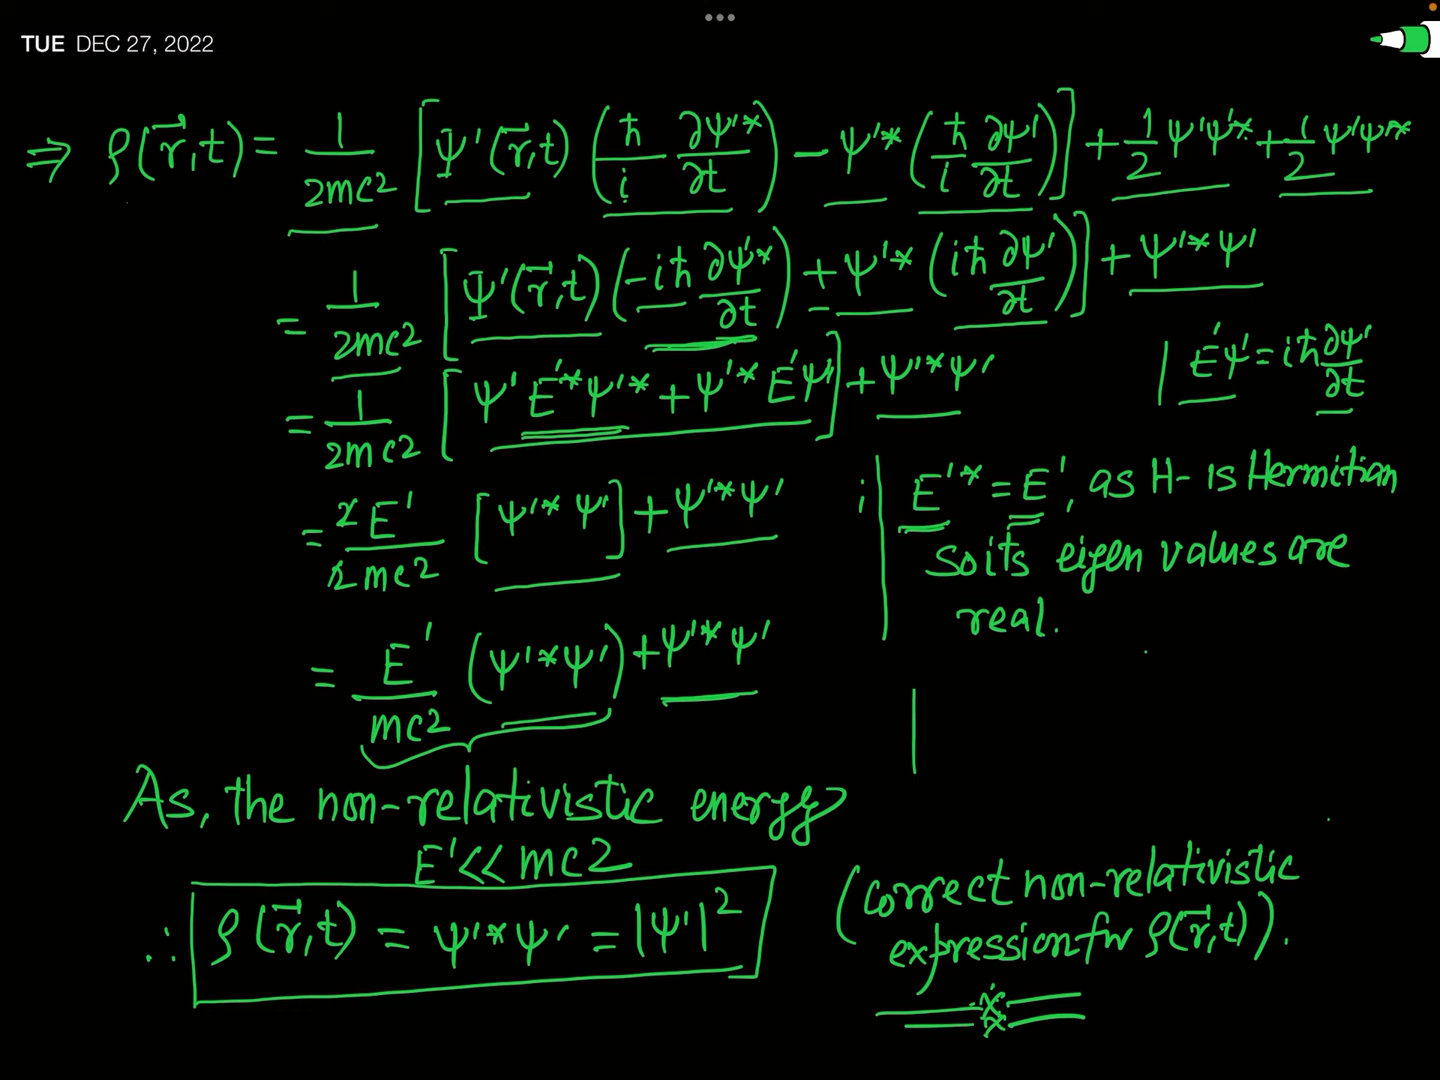 TUE DEC 27, 2022
⇒ ρ(r⃗,t) = 1/2mc² [Ψ'(r⃗,t) (ħ/i ∂Ψ'*/∂t) − Ψ'* (ħ/i ∂Ψ'/∂t)] + 1/2 Ψ'Ψ'* + 1/2 Ψ'Ψ'*
= 1/2mc² [Ψ'(r⃗,t) (−iħ ∂Ψ'*/∂t) + Ψ'* (iħ ∂Ψ'/∂t)] + Ψ'*Ψ'
= 1/2mc² [Ψ' E'*Ψ'* + Ψ'* E'Ψ'] + Ψ'*Ψ' | E'Ψ' = iħ ∂Ψ'/∂t
= 2E'/2mc² [Ψ'*Ψ'] + Ψ'*Ψ' ; | E'* = E', as H- is Hermitian
so its eigen values are
real.
= E'/mc² (Ψ'*Ψ') + Ψ'*Ψ'
As, the non-relativistic energy
E' << mc2
∴ ρ(r⃗,t) = Ψ'*Ψ' = |Ψ'|²
(correct non-relativistic
expression for ρ(r⃗,t)).